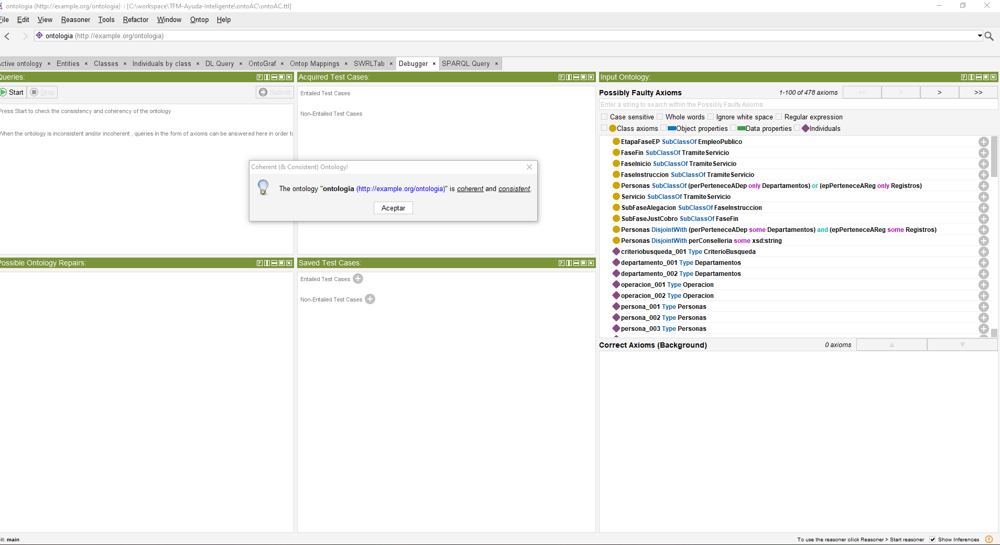 ontologia (http://example.org/ontologia) : [C:\workspace\TFM-Ayuda-Inteligente\ontoAC\ontoAC.ttl]
File Edit View Reasoner Tools Refactor Window Ontop Help
ontologia (http://example.org/ontologia)
ctive ontology × Entities × Classes × Individuals by class × DL Query × OntoGraf × Ontop Mappings × SWRLTab × Debugger × SPARQL Query ×
Queries:
Start Stop Submit
Press Start to check the consistency and coherency of the ontology
When the ontology is inconsistent and/or incoherent , queries in the form of axioms can be answered here in order to
Acquired Test Cases:
Entailed Test Cases
Non-Entailed Test Cases
Coherent (& Consistent) Ontology!
The ontology "ontologia (http://example.org/ontologia)" is coherent and consistent.
Aceptar
Possible Ontology Repairs:
Saved Test Cases:
Entailed Test Cases
Non-Entailed Test Cases
Input Ontology:
Possibly Faulty Axioms 1-100 of 478 axioms << < > >>
Enter a string to search within the Possibly Faulty Axioms
Case sensitive Whole words Ignore white space Regular expression
Class axioms Object properties Data properties Individuals
EtapaFaseEP SubClassOf EmpleoPublico
FaseFin SubClassOf TramiteServicio
FaseInicio SubClassOf TramiteServicio
FaseInstruccion SubClassOf TramiteServicio
Personas SubClassOf (perPerteneceADep only Departamentos) or (epPerteneceAReg only Registros)
Servicio SubClassOf TramiteServicio
SubFaseAlegacion SubClassOf FaseInstruccion
SubFaseJustCobro SubClassOf FaseFin
Personas DisjointWith (perPerteneceADep some Departamentos) and (epPerteneceAReg some Registros)
Personas DisjointWith perConselleria some xsd:string
criteriobusqueda_001 Type CriterioBusqueda
departamento_001 Type Departamentos
departamento_002 Type Departamentos
operacion_001 Type Operacion
operacion_002 Type Operacion
persona_001 Type Personas
persona_002 Type Personas
persona_003 Type Personas
Correct Axioms (Background) 0 axioms
it: main
To use the reasoner click Reasoner > Start reasoner Show Inferences